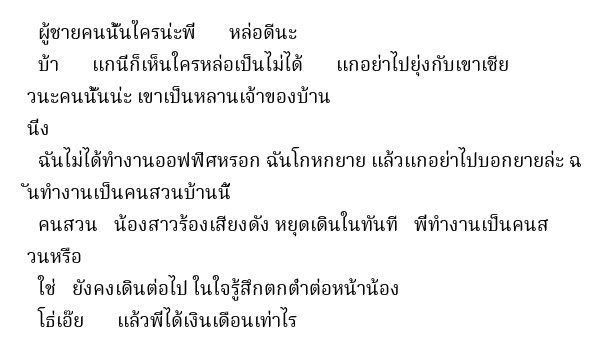 ผู้ชายคนนั้นใครน่ะพี่ หล่อดีนะ
บ้า แกนี่ก็เห็นใครหล่อเป็นไม่ได้ แกอย่าไปยุ่งกับเขาเชีย
วนะคนนั้นน่ะ เขาเป็นหลานเจ้าของบ้าน
นึง
ฉันไม่ได้ทำงานออฟฟิศหรอก ฉันโกหกยาย แล้วแกอย่าไปบอกยายล่ะ ฉ
ันทำงานเป็นคนสวนบ้านนี้
คนสวน น้องสาวร้องเสียงดัง หยุดเดินในทันที พี่ทำงานเป็นคนส
วนหรือ
ใช่ ยังคงเดินต่อไป ในใจรู้สึกตกต่ำต่อหน้าน้อง
โธ่เอ๊ย แล้วพี่ได้เงินเดือนเท่าไร